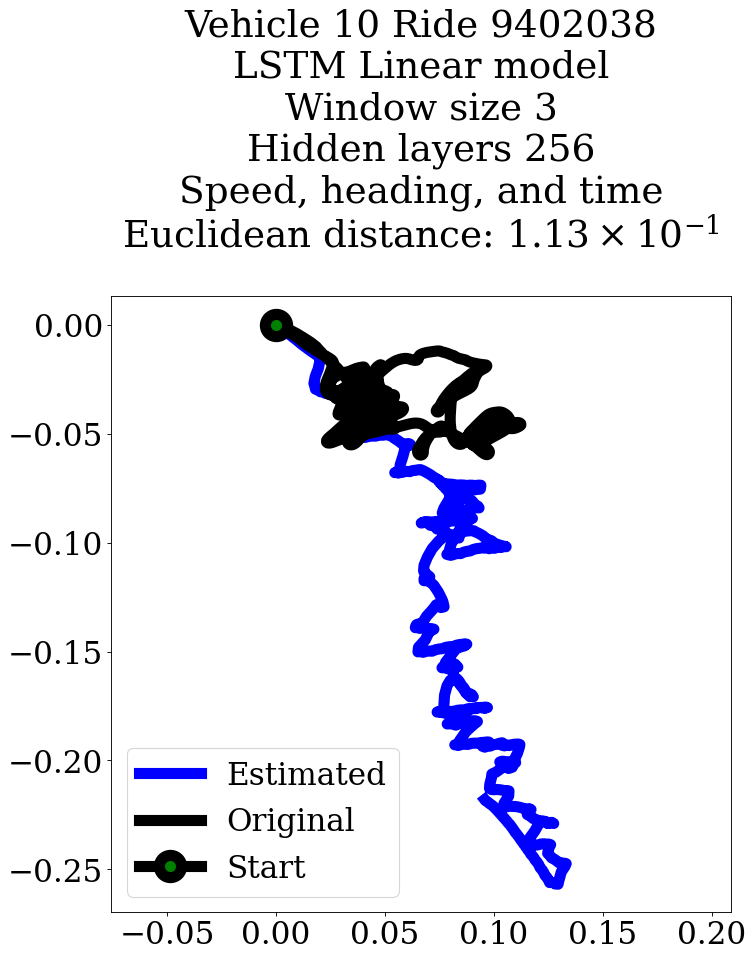 Vehicle 10 Ride 9402038
LSTM Linear model
Window size 3
Hidden layers 256
Speed, heading, and time
Euclidean distance: 1.13 × 10⁻¹
0.00
−0.05
−0.10
−0.15
−0.20
−0.25
Estimated
Original
Start
−0.05 0.00 0.05 0.10 0.15 0.20